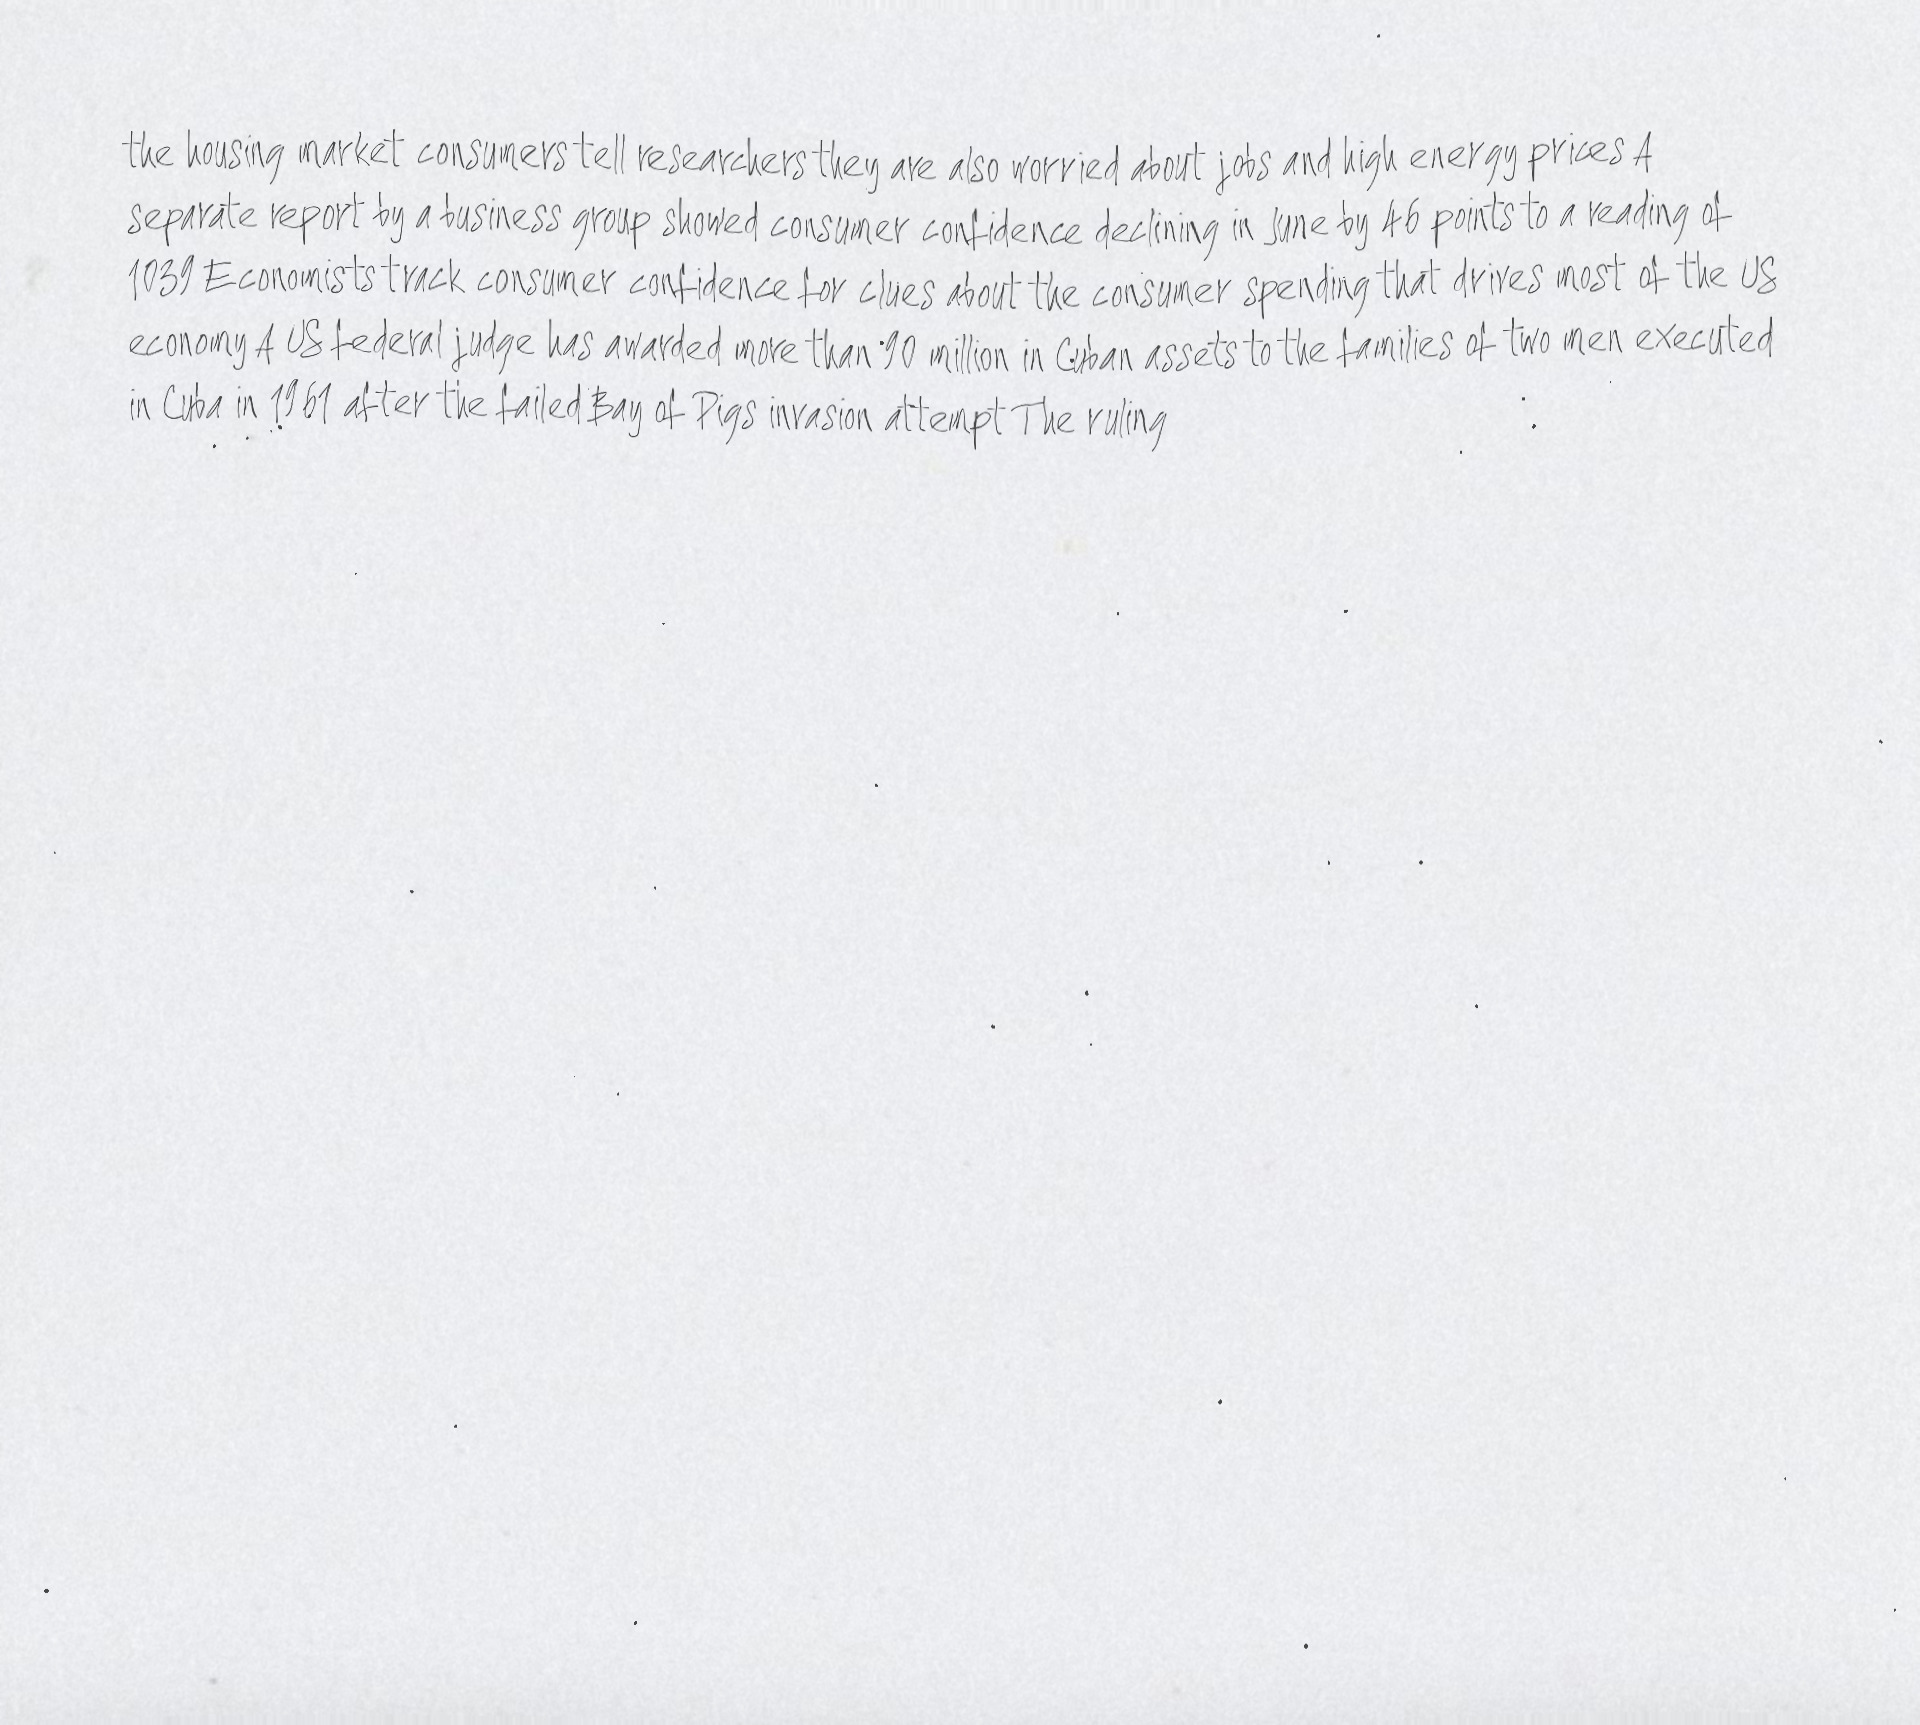 the housing market consumers tell researchers they are also worried about jobs and high energy prices A
separate report by a business group showed consumer confidence declining in June by 46 points to a reading of
1039 Economists track consumer confidence for clues about the consumer spending that drives most of the US
economy A US federal judge has awarded more than 90 million in Cuban assets to the families of two men executed
in Cuba in 1961 after the failed Bay of Pigs invasion attempt The ruling